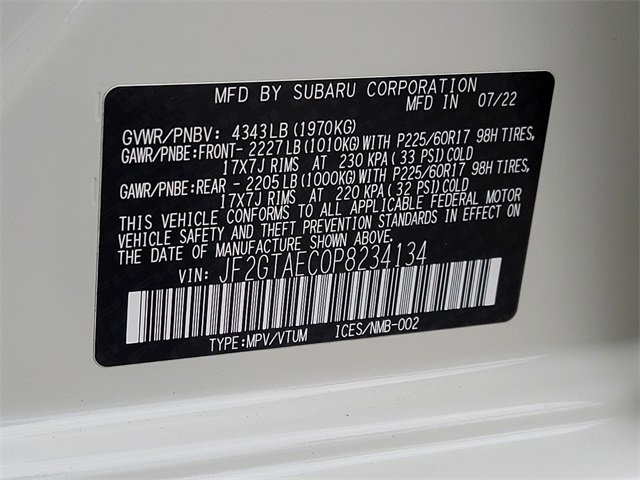 MFD BY SUBARU CORPORATION
MFD IN 07/22
GVWR/PNBV: 4343LB(1970KG)
GAWR/PNBE:FRONT- 2227LB(1010KG)WITH P225/60R17 98H TIRES,
17X7J RIMS AT 230 KPA(33 PSI)COLD
GAWR/PNBE:REAR - 2205LB(1000KG)WITH P225/60R17 98H TIRES,
17X7J RIMS AT 220 KPA(32 PSI)COLD
THIS VEHICLE CONFORMS TO ALL APPLICABLE FEDERAL MOTOR
VEHICLE SAFETY AND THEFT PREVENTION STANDARDS IN EFFECT ON
THE DATE OF MANUFACTURE SHOWN ABOVE.
VIN: JF2GTAEC0P8234134
TYPE:MPV/VTUM ICES/NMB-002